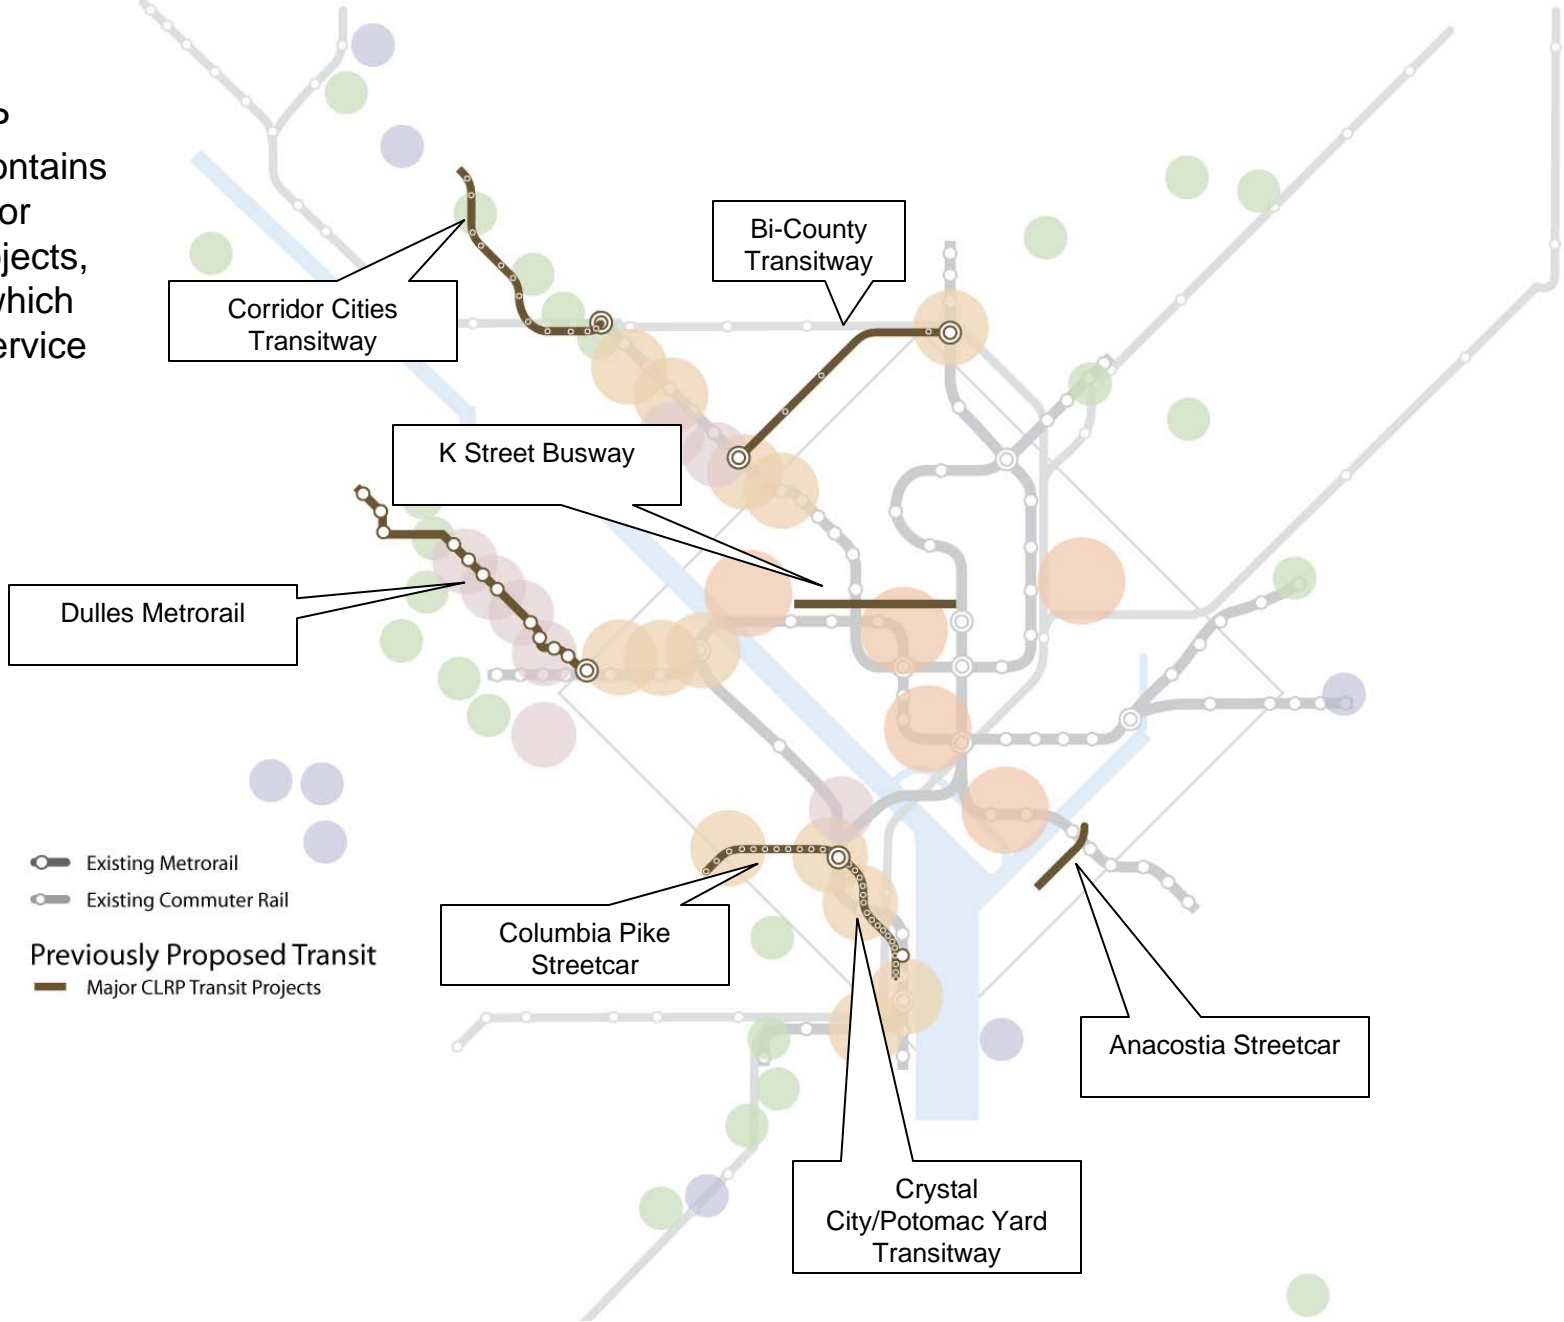 ontains
or
jects,
which
ervice
Bi-County
Transitway
Corridor Cities
Transitway
K Street Busway
Dulles Metrorail
Existing Metrorail
Existing Commuter Rail
Previously Proposed Transit
Major CLRP Transit Projects
Columbia Pike
Streetcar
Anacostia Streetcar
Crystal
City/Potomac Yard
Transitway